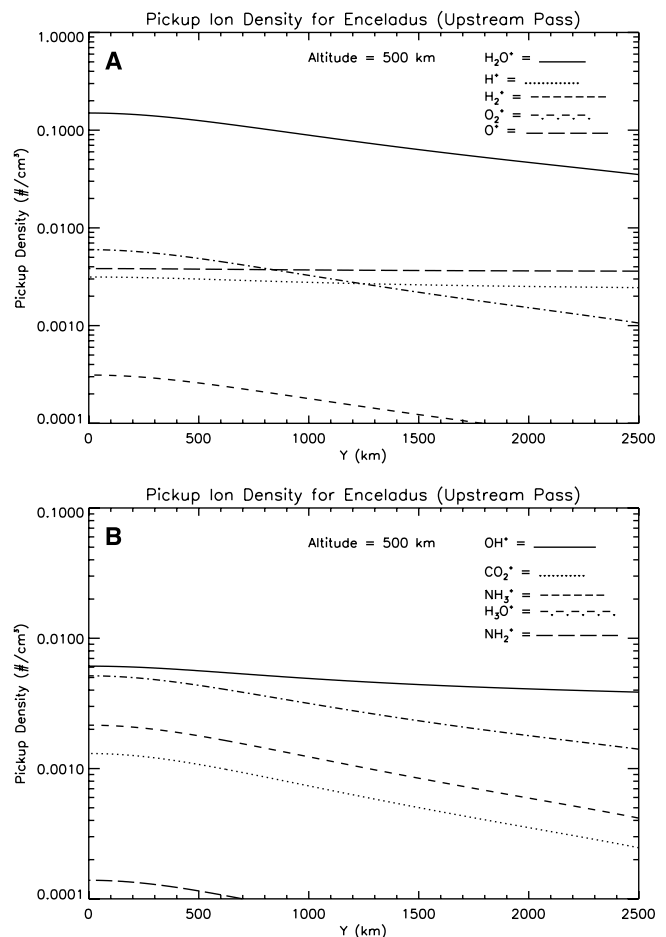 Pickup Ion Density for Enceladus (Upstream Pass)
A
Altitude = 500 km
H₂O⁺ =
H⁺ =
H₂⁺ =
O₂⁺ =
O⁺ =
Pickup Density (#/cm³)
1.0000
0.1000
0.0100
0.0010
0.0001
0 500 1000 1500 2000 2500
Y (km)
Pickup Ion Density for Enceladus (Upstream Pass)
B
Altitude = 500 km
OH⁺ =
CO₂⁺ =
NH₃⁺ =
H₃O⁺ =
NH₂⁺ =
Pickup Density (#/cm³)
0.1000
0.0100
0.0010
0.0001
0 500 1000 1500 2000 2500
Y (km)